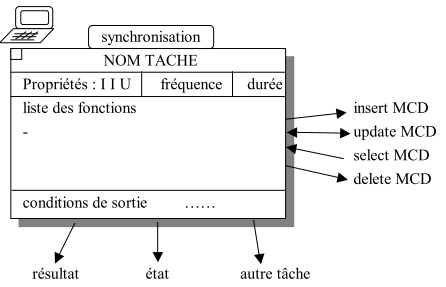 synchronisation
NOM TACHE
Propriétés : I I U fréquence durée
liste des fonctions
-
insert MCD
update MCD
select MCD
delete MCD
conditions de sortie ......
résultat état autre tâche